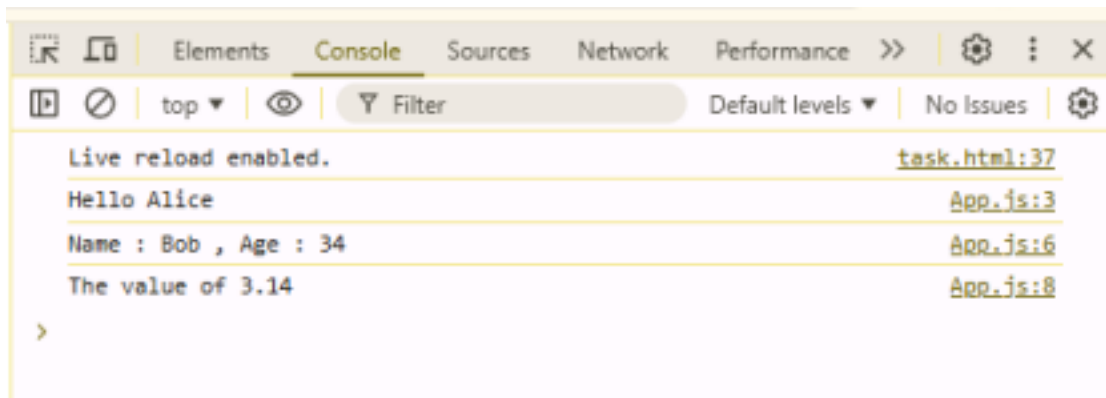 Elements Console Sources Network Performance
top Filter Default levels No Issues
Live reload enabled. task.html:37
Hello Alice App.js:3
Name : Bob , Age : 34 App.js:6
The value of 3.14 App.js:8
>